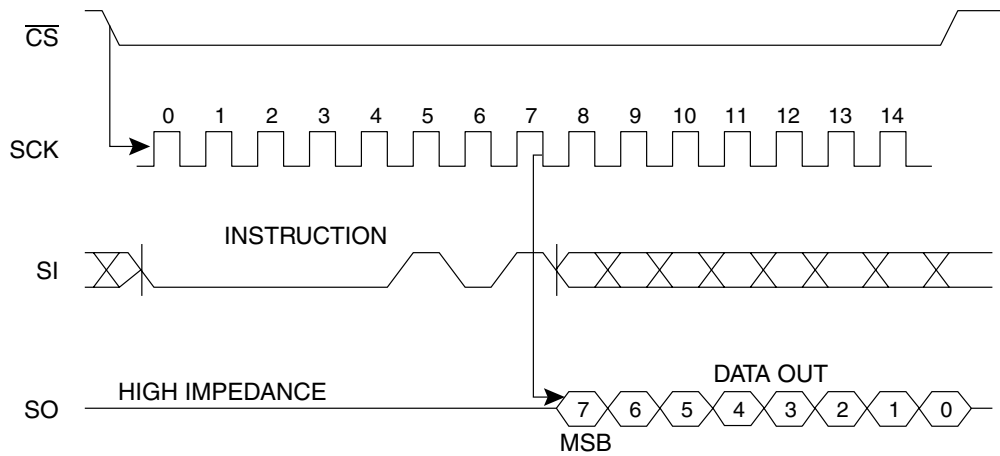 CS
0 1 2 3 4 5 6 7 8 9 10 11 12 13 14
SCK
INSTRUCTION
SI
HIGH IMPEDANCE
DATA OUT
SO
7 6 5 4 3 2 1 0
MSB